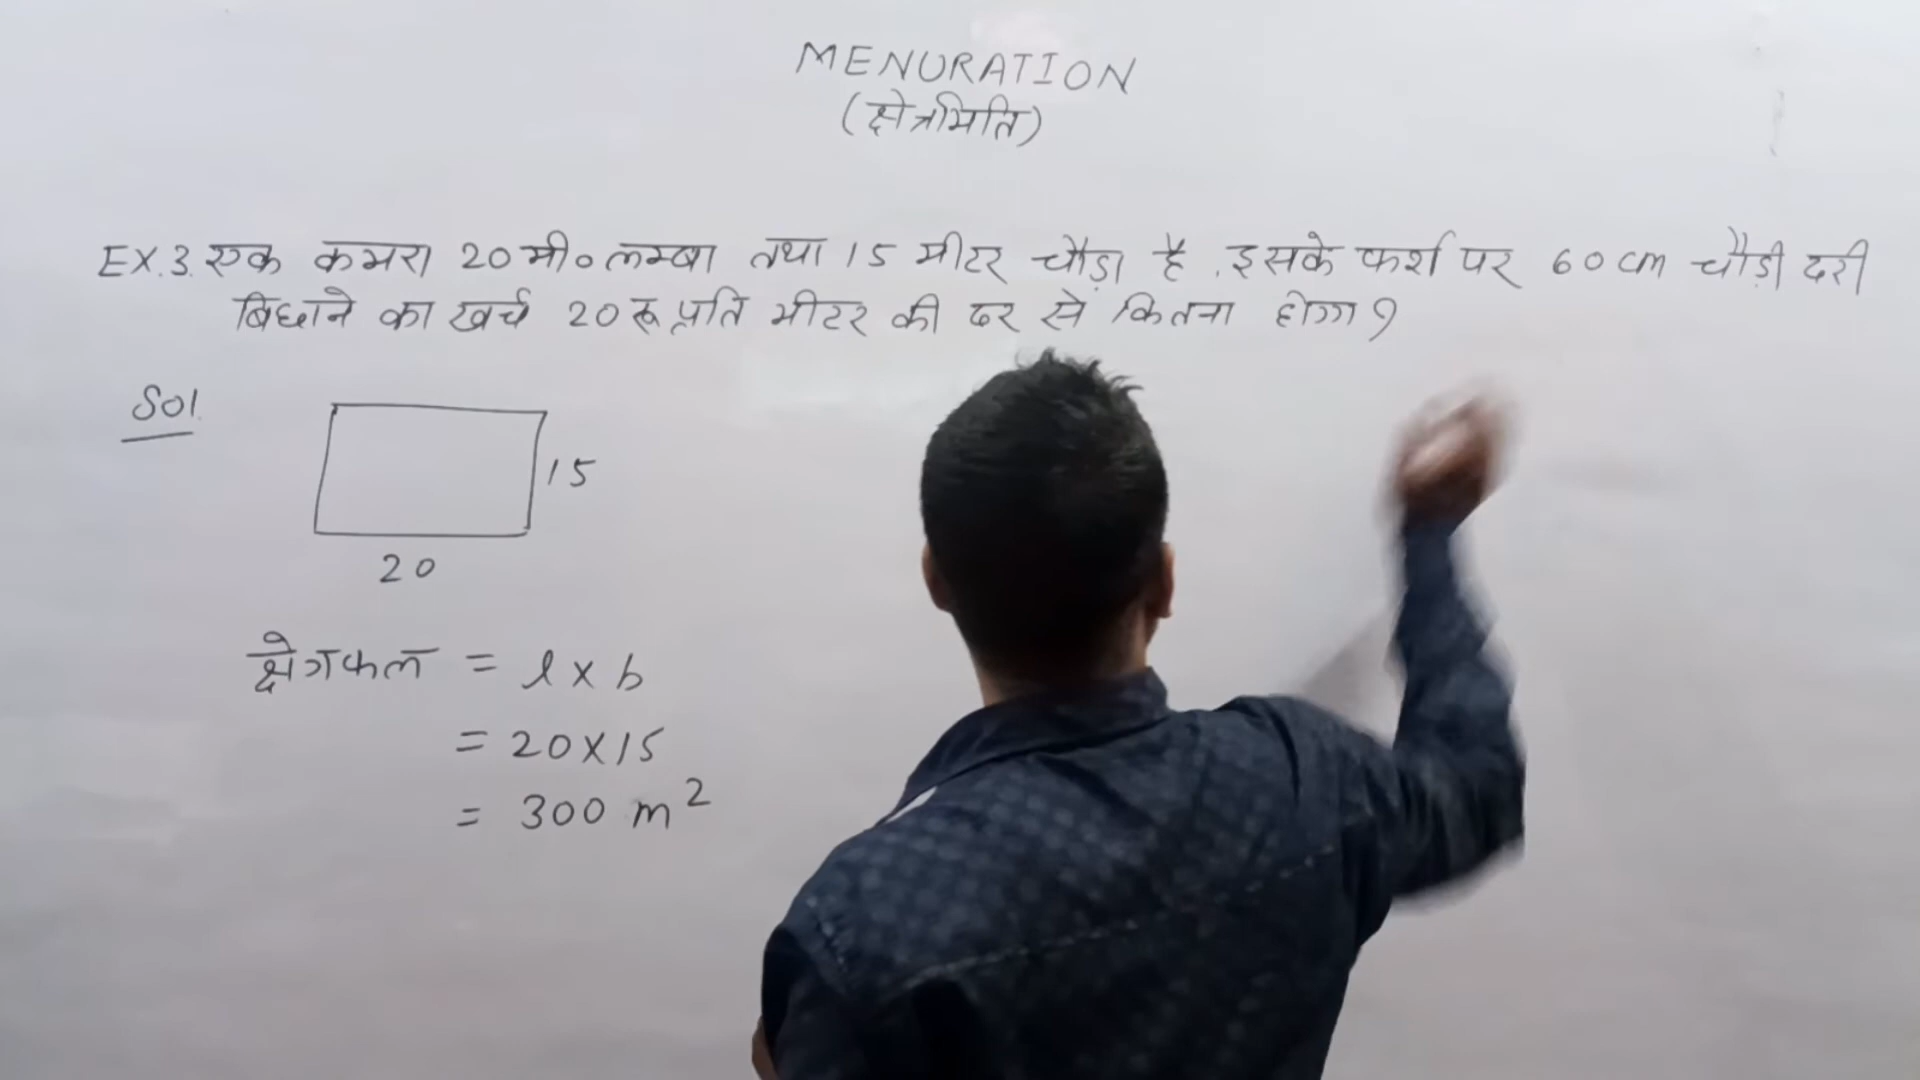 MENURATION
(क्षेत्रमिति)
EX.3. एक कमरा 20 मी० लम्बा तथा 15 मीटर चौड़ा है . इसके फर्श पर 60 cm चौड़ी दरी
बिछाने का खर्च 20 रू प्रति मीटर की दर से कितना होगा ?
Sol.
15
20
क्षेत्रफल = l x b
= 20 X 15
= 300 m²